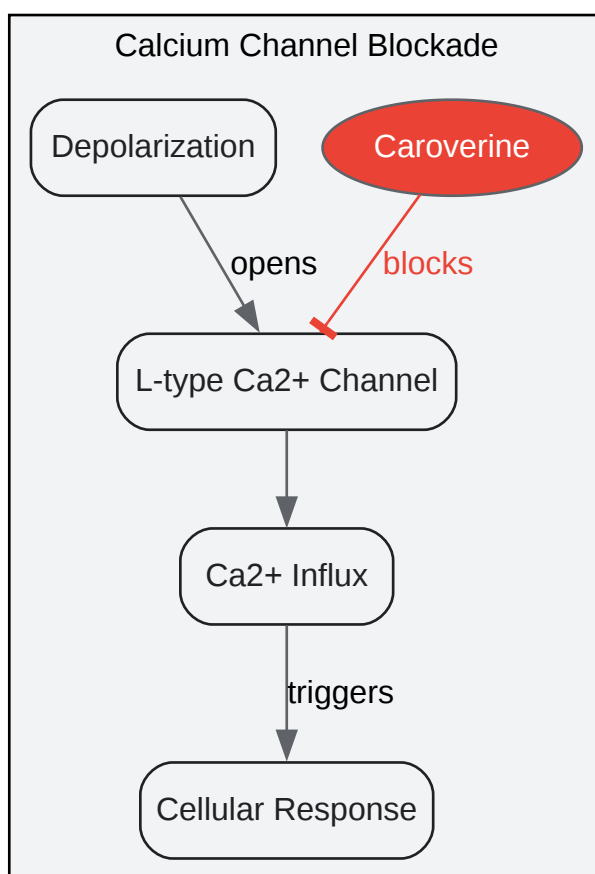 Calcium Channel Blockade
Depolarization
Caroverine
opens
blocks
L-type Ca2+ Channel
Ca2+ Influx
triggers
Cellular Response